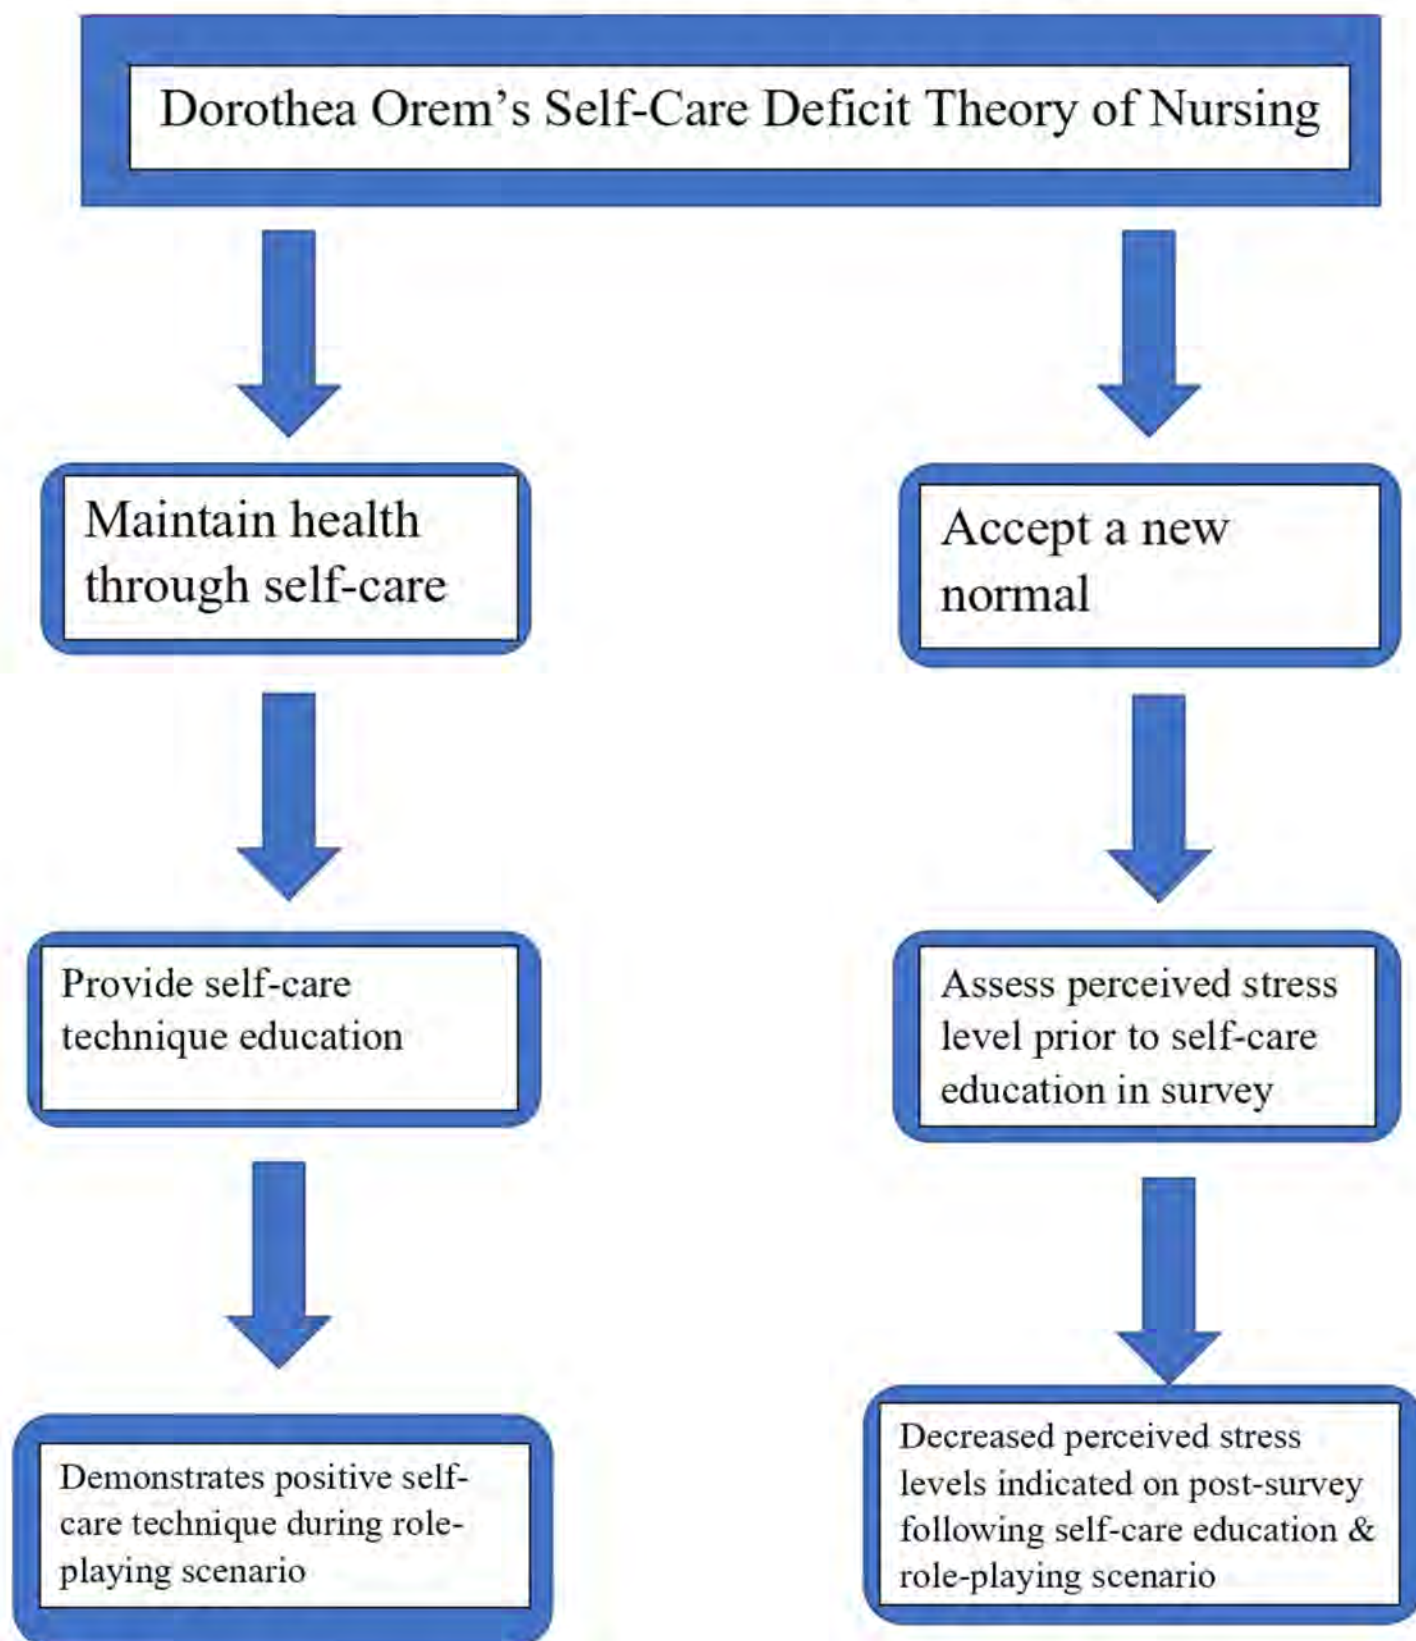 Dorothea Orem’s Self-Care Deficit Theory of Nursing
Maintain health
through self-care
Accept a new
normal
Provide self-care
technique education
Assess perceived stress
level prior to self-care
education in survey
Demonstrates positive self-
care technique during role-
playing scenario
Decreased perceived stress
levels indicated on post-survey
following self-care education &
role-playing scenario